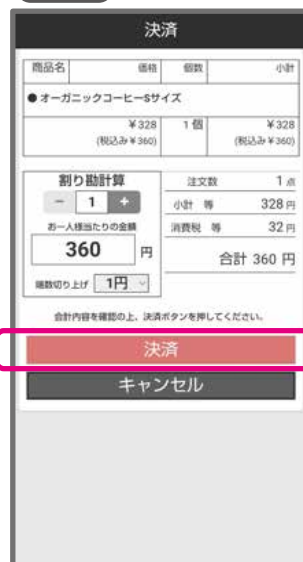 決済
商品名 価格 個数 小計
● オーガニックコーヒーSサイズ
¥328 1個 ¥328
(税込み¥360) (税込み¥360)
割り勘計算
− 1 +
お一人様当たりの金額
360 円
端数切り上げ 1円
注文数 1点
小計 等 328円
消費税 等 32円
合計 360 円
会計内容を確認の上、決済ボタンを押してください。
決済
キャンセル